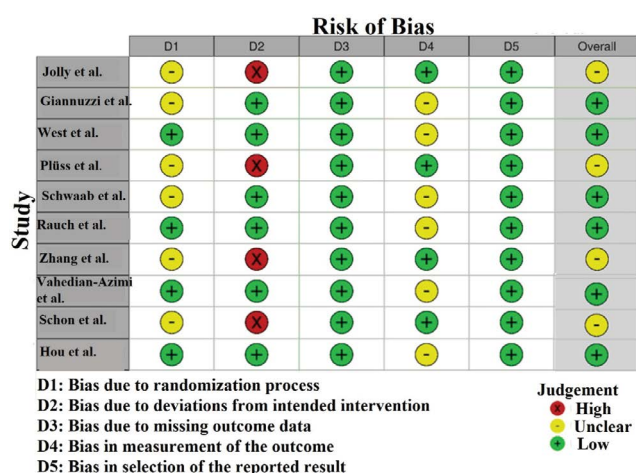 Risk of Bias
D1 D2 D3 D4 D5 Overall
Study
Jolly et al. - X + + + -
Giannuzzi et al. - + + - + +
West et al. + + + - + +
Plüss et al. - X + + + -
Schwaab et al. - + + - + +
Rauch et al. + + + - + +
Zhang et al. - X + + + -
Vahedian-Azimi
et al. + + + - + +
Schon et al. - X + + + -
Hou et al. + + + - + +
D1: Bias due to randomization process
D2: Bias due to deviations from intended intervention
D3: Bias due to missing outcome data
D4: Bias in measurement of the outcome
D5: Bias in selection of the reported result
Judgement
X High
- Unclear
+ Low